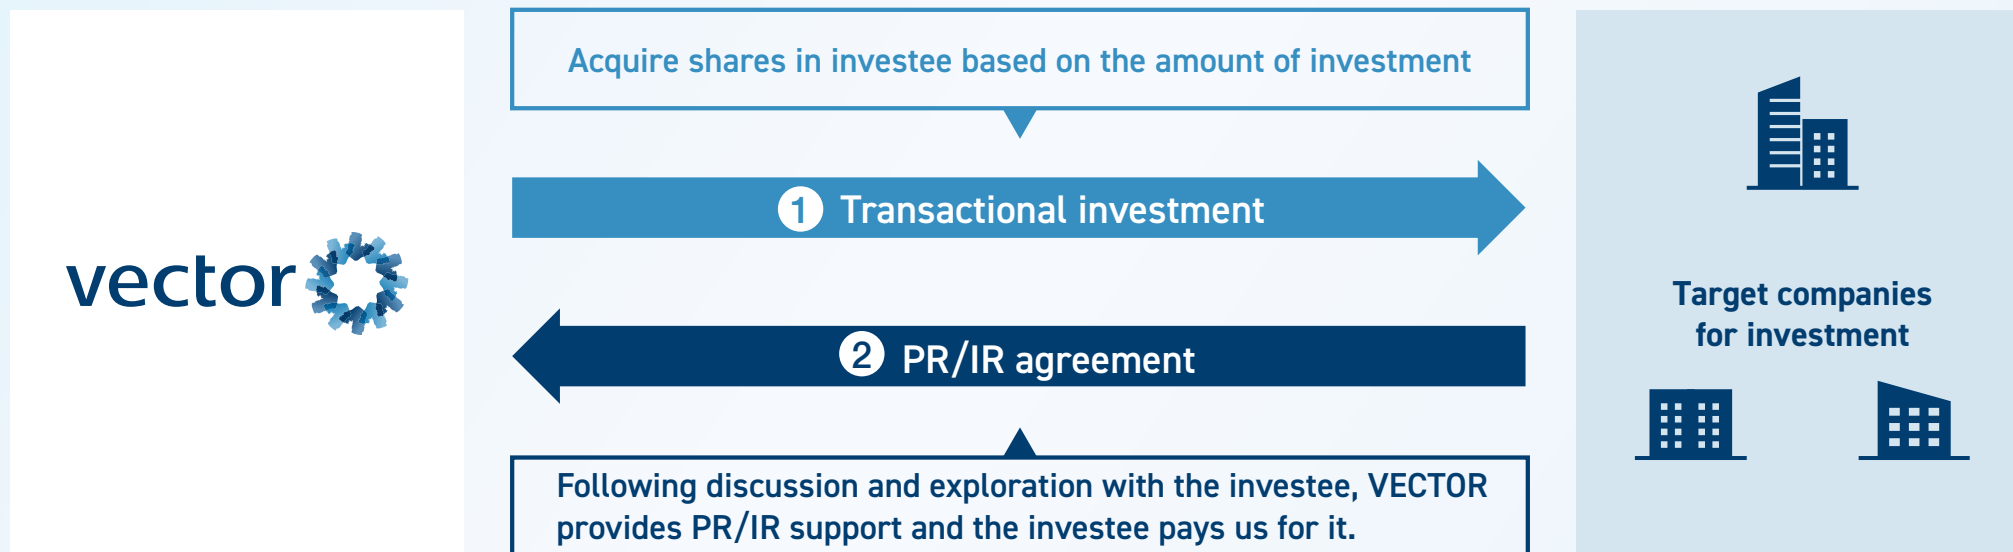 vector
Acquire shares in investee based on the amount of investment
1 Transactional investment
2 PR/IR agreement
Following discussion and exploration with the investee, VECTOR
provides PR/IR support and the investee pays us for it.
Target companies
for investment